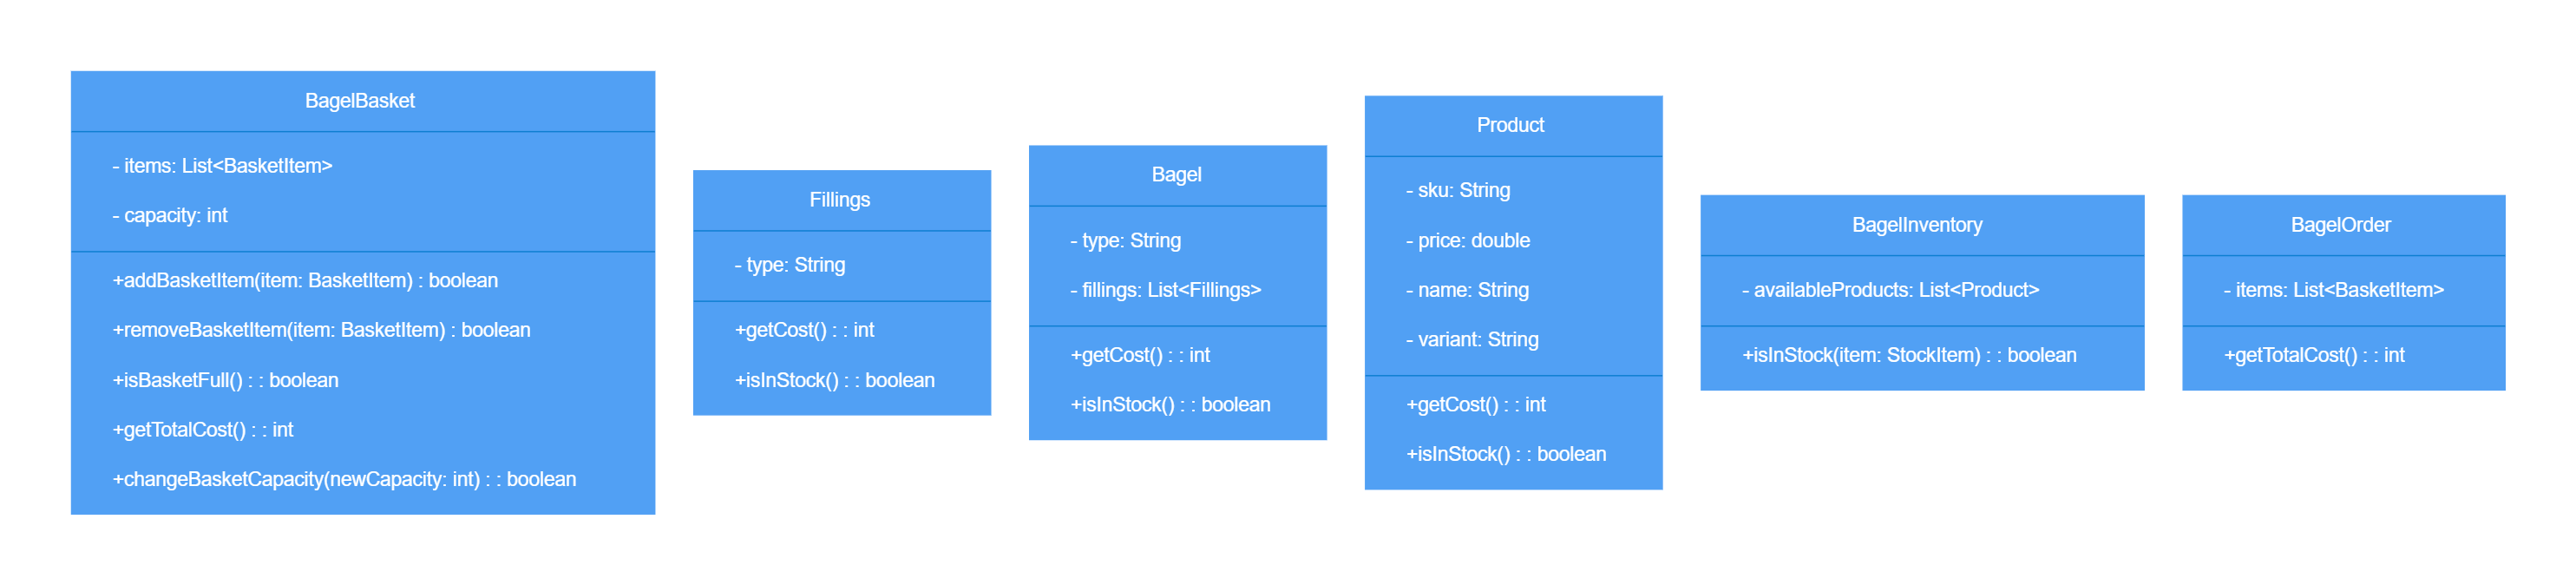 BagelBasket
- items: List<BasketItem>
- capacity: int
+addBasketItem(item: BasketItem) : boolean
+removeBasketItem(item: BasketItem) : boolean
+isBasketFull() : : boolean
+getTotalCost() : : int
+changeBasketCapacity(newCapacity: int) : : boolean
Fillings
- type: String
+getCost() : : int
+isInStock() : : boolean
Bagel
- type: String
- fillings: List<Fillings>
+getCost() : : int
+isInStock() : : boolean
Product
- sku: String
- price: double
- name: String
- variant: String
+getCost() : : int
+isInStock() : : boolean
BagelInventory
- availableProducts: List<Product>
+isInStock(item: StockItem) : : boolean
BagelOrder
- items: List<BasketItem>
+getTotalCost() : : int